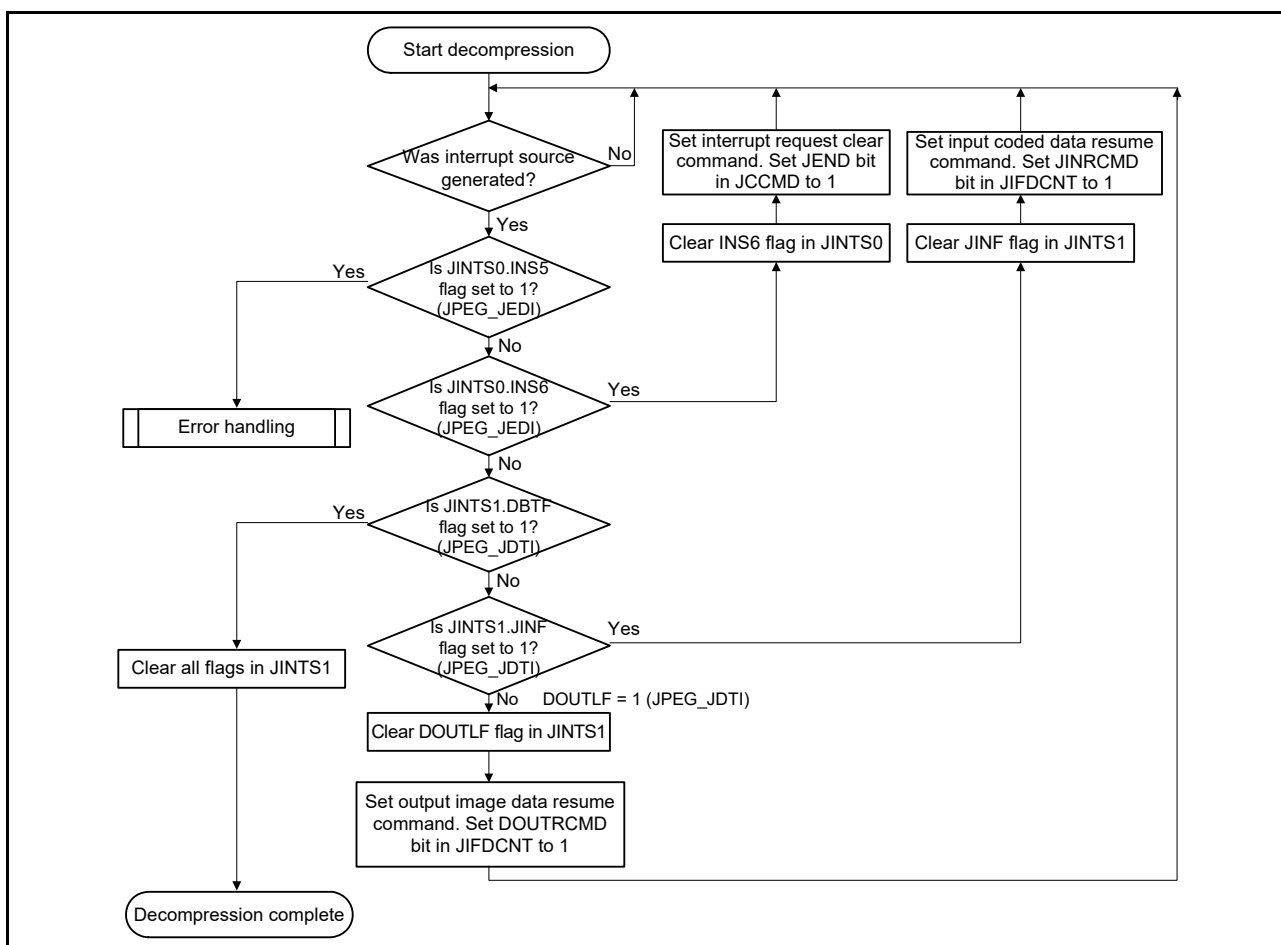 Start decompression
Was interrupt source
generated?
No
Yes
Set interrupt request clear
command. Set JEND bit
in JCCMD to 1
Set input coded data resume
command. Set JINRCMD
bit in JIFDCNT to 1
Clear INS6 flag in JINTS0
Clear JINF flag in JINTS1
Is JINTS0.INS5
flag set to 1?
(JPEG_JEDI)
Yes
No
Error handling
Is JINTS0.INS6
flag set to 1?
(JPEG_JEDI)
Yes
No
Is JINTS1.DBTF
flag set to 1?
(JPEG_JDTI)
Yes
No
Is JINTS1.JINF
flag set to 1?
(JPEG_JDTI)
Yes
Clear all flags in JINTS1
No
DOUTLF = 1 (JPEG_JDTI)
Clear DOUTLF flag in JINTS1
Set output image data resume
command. Set DOUTRCMD
bit in JIFDCNT to 1
Decompression complete